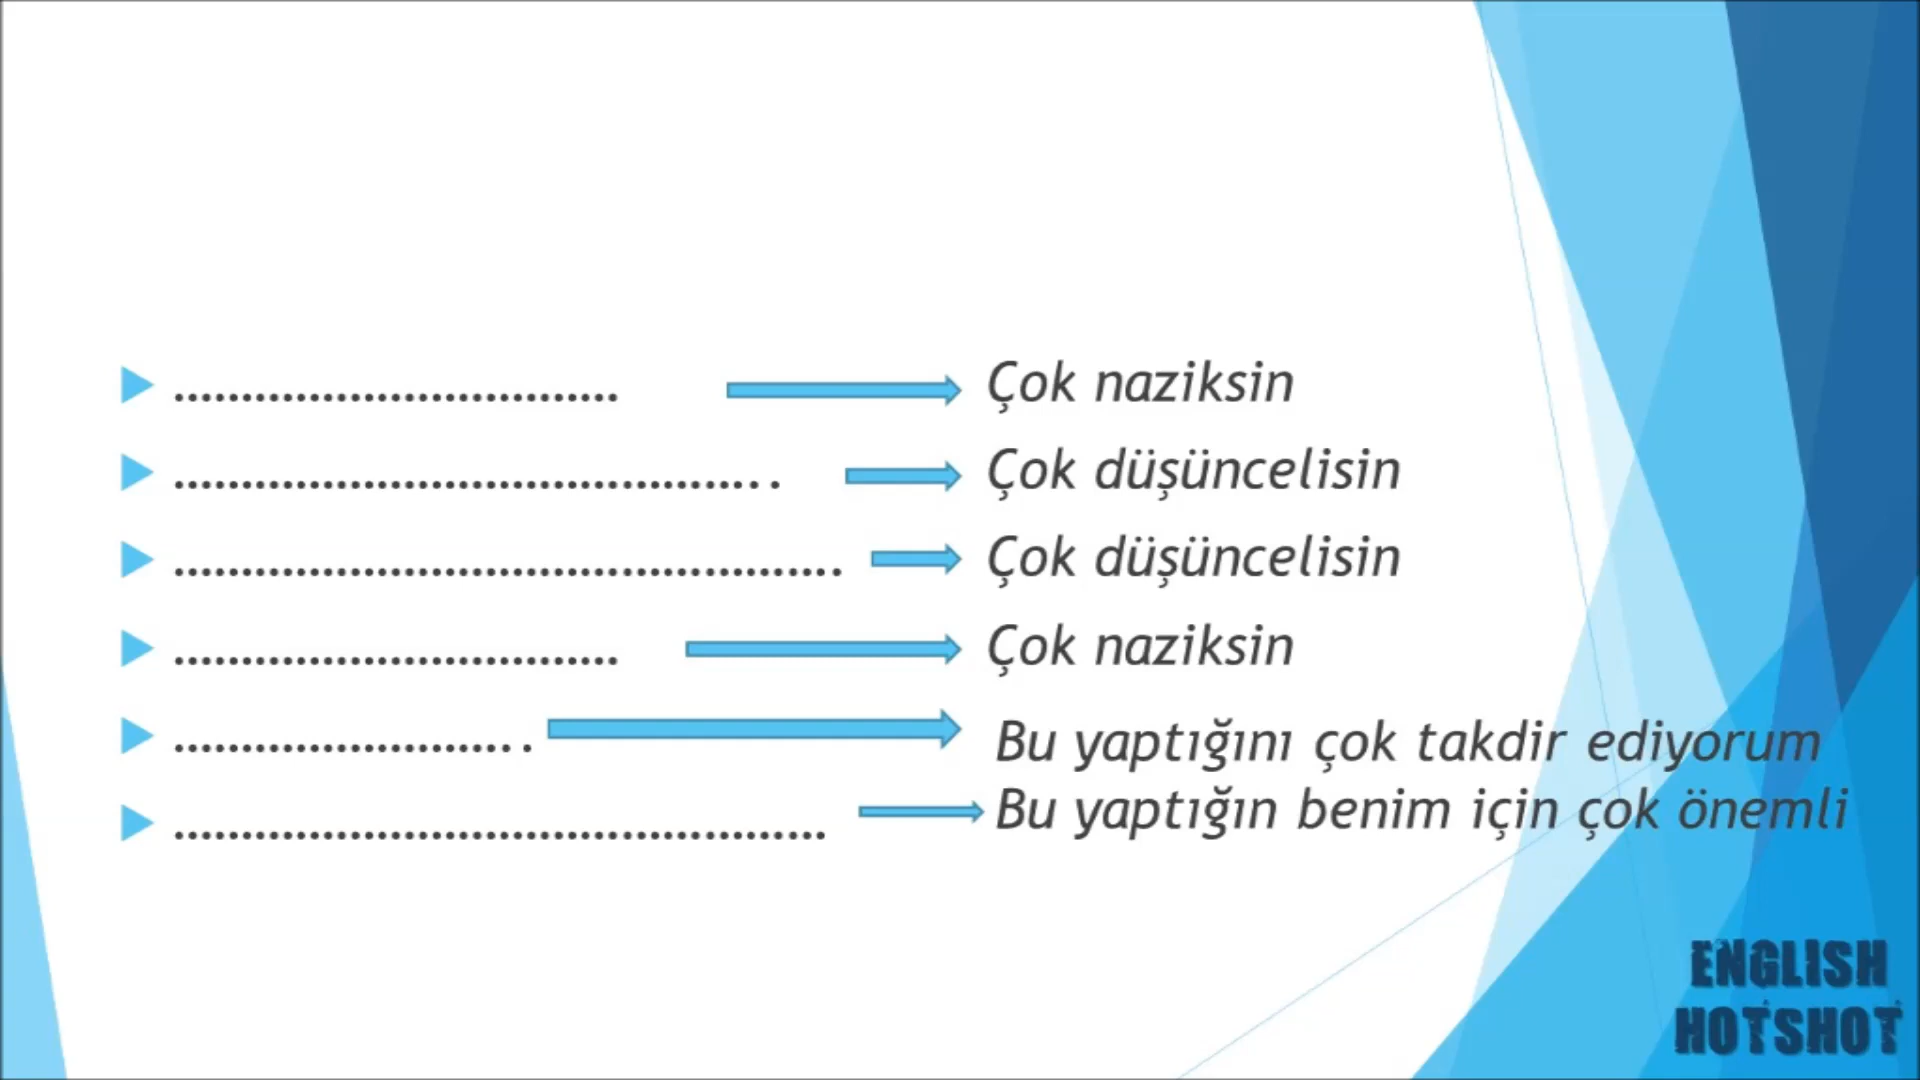 ................................. Çok naziksin
............................................. . Çok düşüncelisin
.................................................. Çok düşüncelisin
................................. Çok naziksin
......................... . Bu yaptığını çok takdir ediyorum
................................................ Bu yaptığın benim için çok önemli
ENGLISH
HOTSHOT